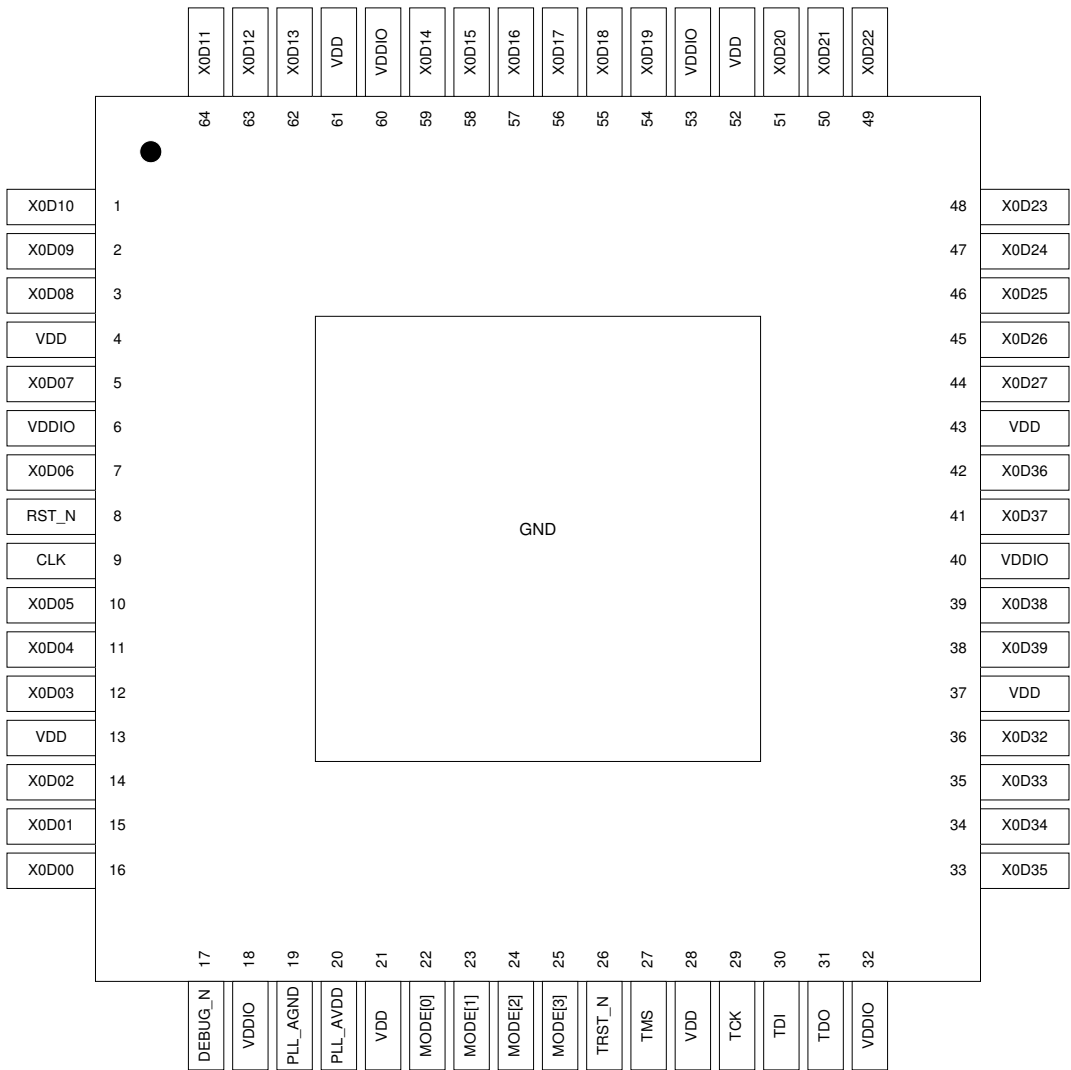 X0D11 X0D12 X0D13 VDD VDDIO X0D14 X0D15 X0D16 X0D17 X0D18 X0D19 VDDIO VDD X0D20 X0D21 X0D22
64 63 62 61 60 59 58 57 56 55 54 53 52 51 50 49
X0D10 1 48 X0D23
X0D09 2 47 X0D24
X0D08 3 46 X0D25
VDD 4 45 X0D26
X0D07 5 44 X0D27
VDDIO 6 43 VDD
X0D06 7 42 X0D36
RST_N 8 41 X0D37
GND
CLK 9 40 VDDIO
X0D05 10 39 X0D38
X0D04 11 38 X0D39
X0D03 12 37 VDD
VDD 13 36 X0D32
X0D02 14 35 X0D33
X0D01 15 34 X0D34
X0D00 16 33 X0D35
17 18 19 20 21 22 23 24 25 26 27 28 29 30 31 32
DEBUG_N VDDIO PLL_AGND PLL_AVDD VDD MODE[0] MODE[1] MODE[2] MODE[3] TRST_N TMS VDD TCK TDI TDO VDDIO